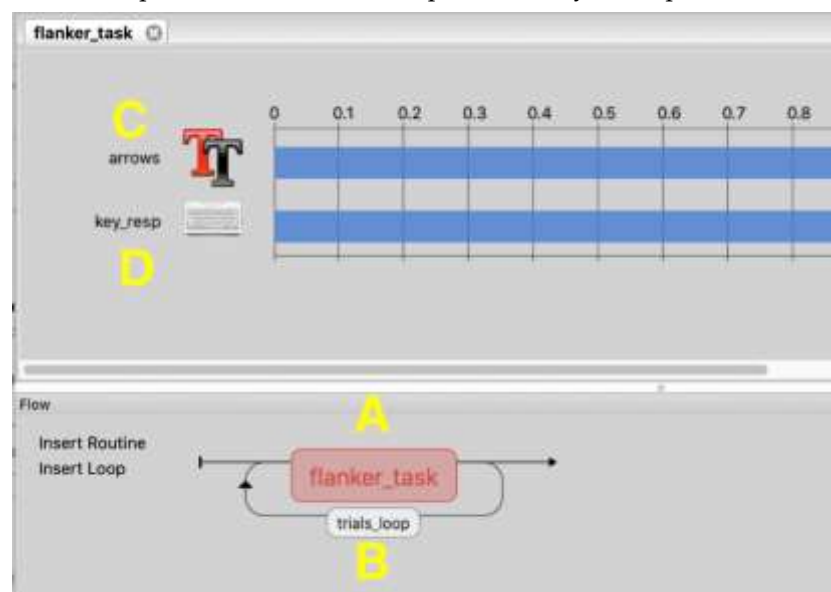 flanker_task
C
0 0.1 0.2 0.3 0.4 0.5 0.6 0.7 0.8
arrows
TT
key_resp
D
Flow
A
Insert Routine
Insert Loop
flanker_task
trials_loop
B